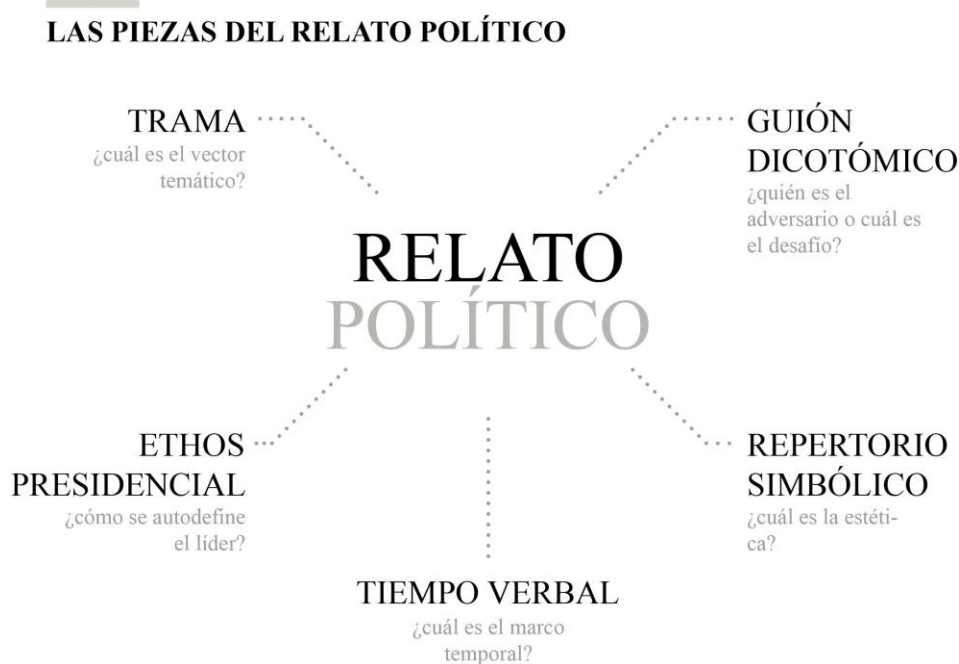 LAS PIEZAS DEL RELATO POLÍTICO
TRAMA
¿cuál es el vector
temático?
GUIÓN
DICOTÓMICO
¿quién es el
adversario o cuál es
el desafío?
RELATO
POLÍTICO
ETHOS
PRESIDENCIAL
¿cómo se autodefine
el líder?
REPERTORIO
SIMBÓLICO
¿cuál es la estéti-
ca?
TIEMPO VERBAL
¿cuál es el marco
temporal?